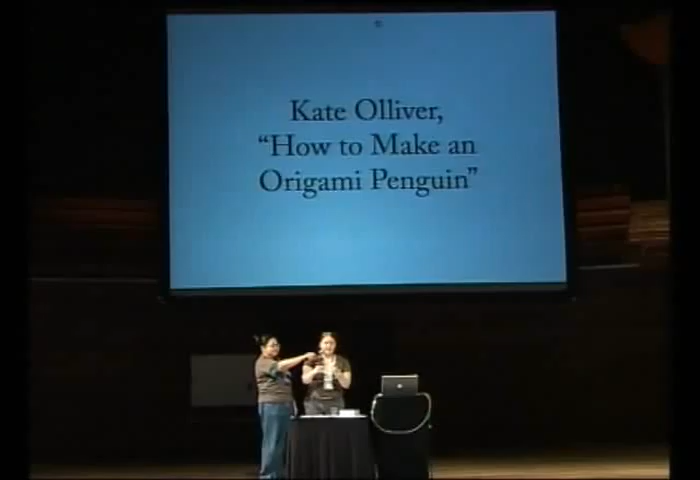 Kate Olliver,
“How to Make an
Origami Penguin”